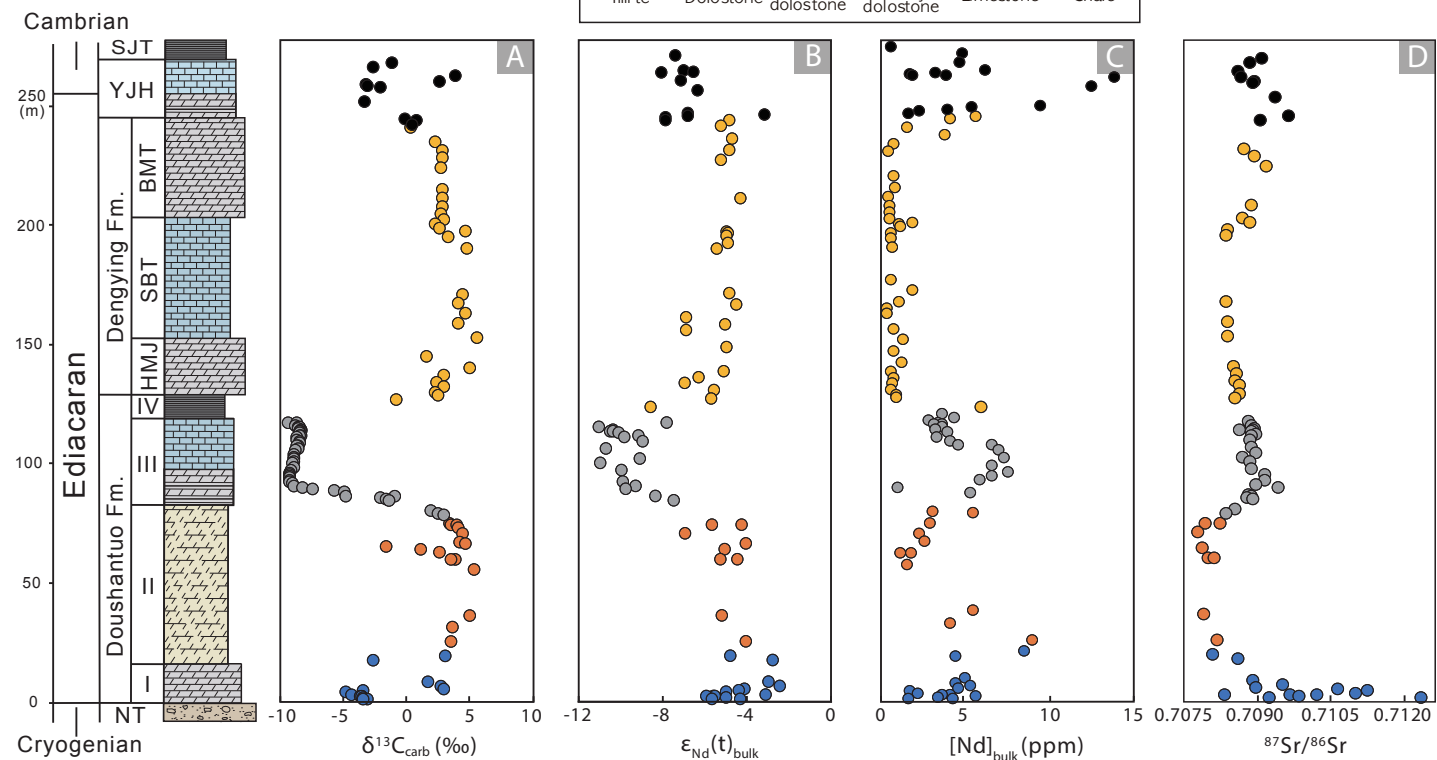 Dolostone
dolostone
dolostone
Cambrian
SJT
YJH
BMT
SBT
HMJ
IV
III
II
I
NT
Dengying Fm.
Doushantuo Fm.
Ediacaran
Cryogenian
250
(m)
200
150
100
50
0
A
B
C
D
-10 -5 0 5 10
δ¹³Ccarb (‰)
-12 -8 -4 0
εNd(t)bulk
0 5 10 15
[Nd]bulk (ppm)
0.7075 0.7090 0.7105 0.7120
⁸⁷Sr/⁸⁶Sr